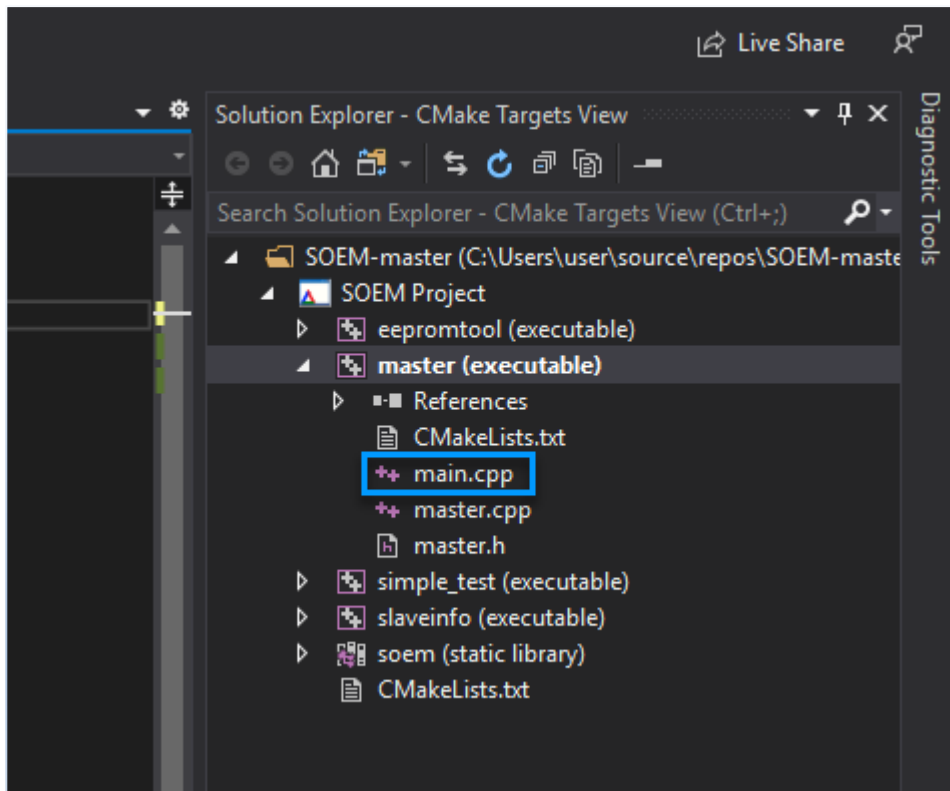 Live Share
Solution Explorer - CMake Targets View
Search Solution Explorer - CMake Targets View (Ctrl+;)
SOEM-master (C:\Users\user\source\repos\SOEM-maste
SOEM Project
eepromtool (executable)
master (executable)
References
CMakeLists.txt
main.cpp
master.cpp
master.h
simple_test (executable)
slaveinfo (executable)
soem (static library)
CMakeLists.txt
Diagnostic Tools